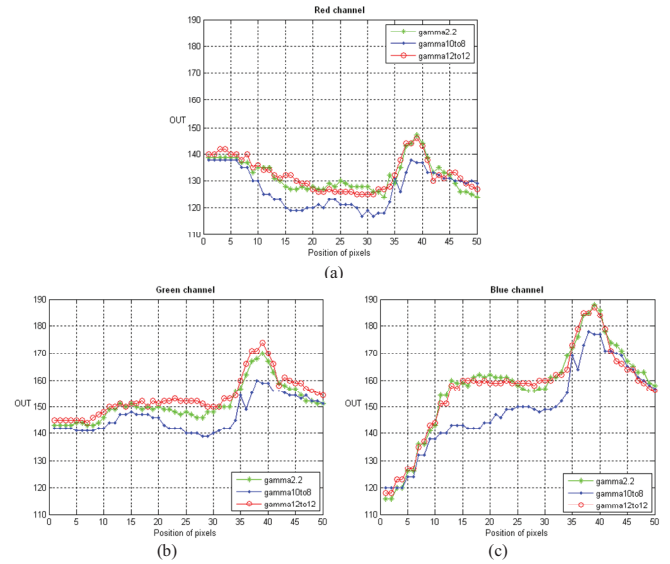 Red channel
190
180
170
160
150
OUT
140
130
120
110
0 5 10 15 20 25 30 35 40 45 50
Position of pixels
gamma2.2
gamma10to8
gamma12to12
(a)
Green channel
190
180
170
160
150
OUT
140
130
120
110
0 5 10 15 20 25 30 35 40 45 50
Position of pixels
gamma2.2
gamma10to8
gamma12to12
(b)
Blue channel
190
180
170
160
150
OUT
140
130
120
110
0 5 10 15 20 25 30 35 40 45 50
Position of pixels
gamma2.2
gamma10to8
gamma12to12
(c)